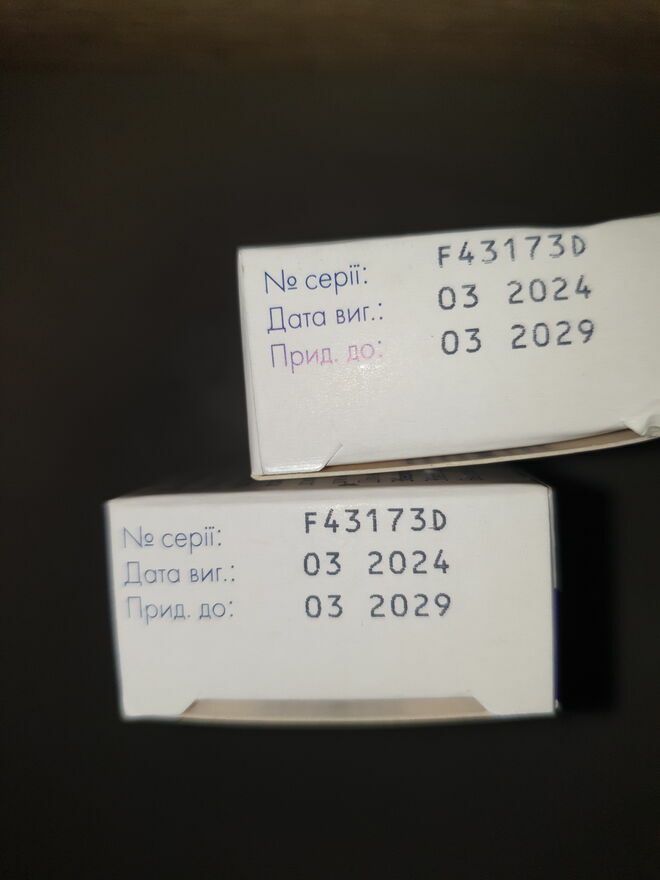 № серії: F43173D
Дата виг.: 03 2024
Прид. до: 03 2029
№ серії: F43173D
Дата виг.: 03 2024
Прид. до: 03 2029